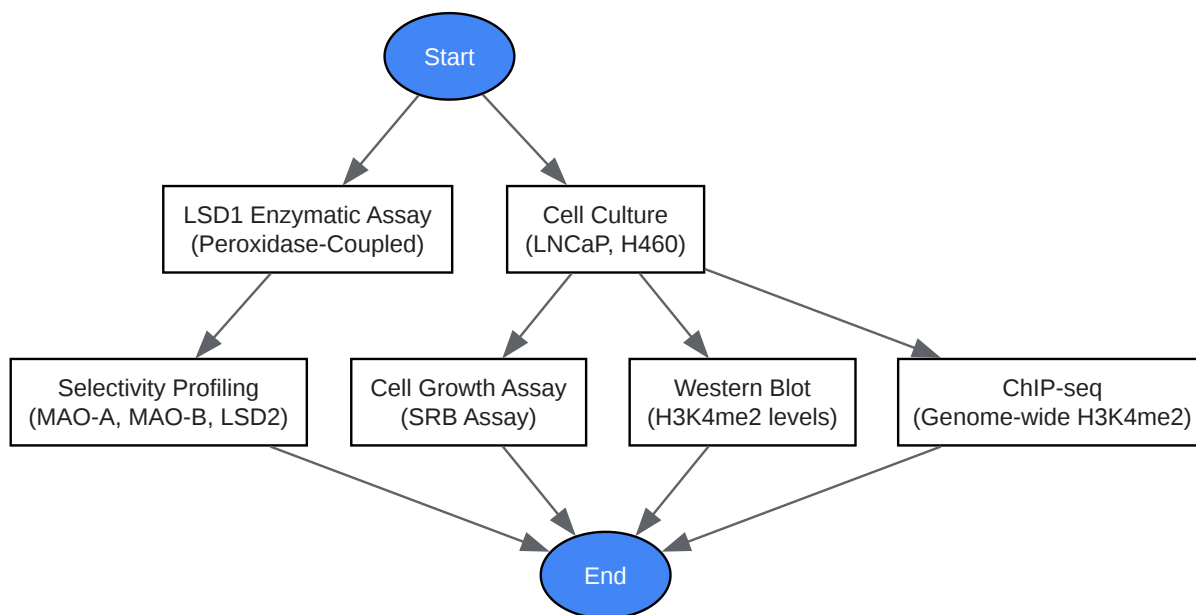 Start
LSD1 Enzymatic Assay
(Peroxidase-Coupled)
Cell Culture
(LNCaP, H460)
Selectivity Profiling
(MAO-A, MAO-B, LSD2)
Cell Growth Assay
(SRB Assay)
Western Blot
(H3K4me2 levels)
ChIP-seq
(Genome-wide H3K4me2)
End